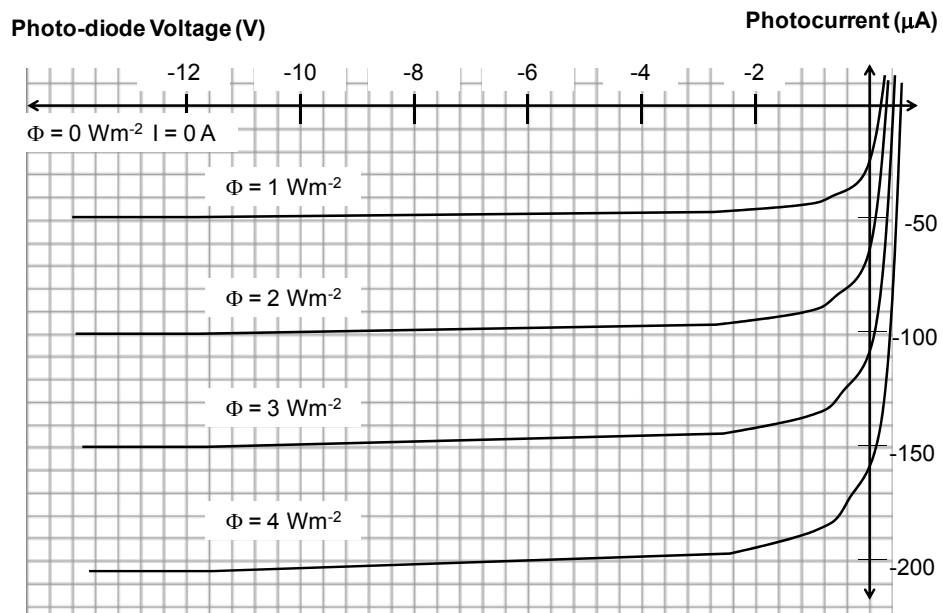 Photo-diode Voltage (V)
Photocurrent (μA)
-12 -10 -8 -6 -4 -2
Φ = 0 Wm⁻² I = 0 A
Φ = 1 Wm⁻²
-50
Φ = 2 Wm⁻²
-100
Φ = 3 Wm⁻²
-150
Φ = 4 Wm⁻²
-200